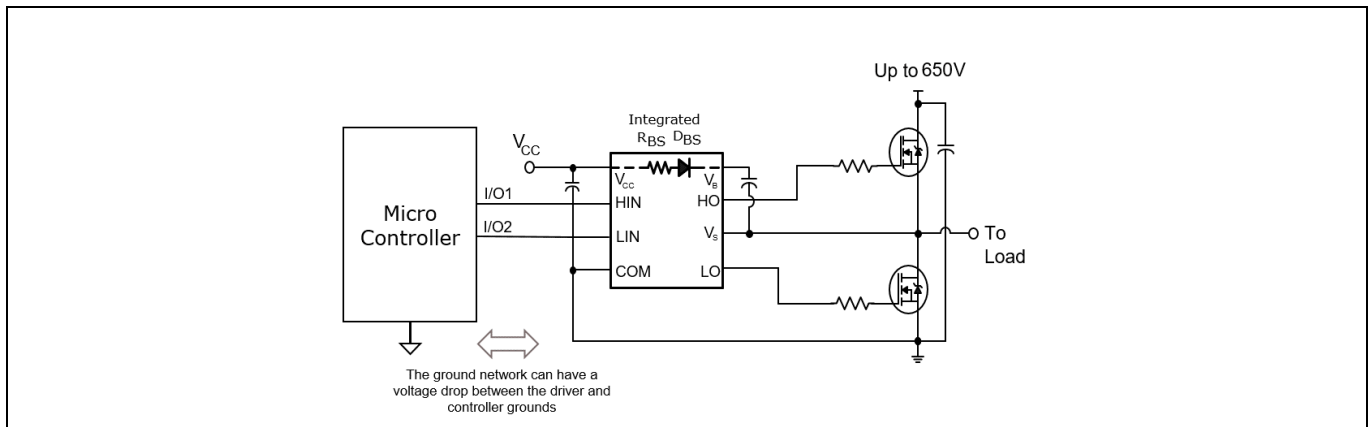 Up to 650V
Integrated
RBS DBS
VCC
Micro
Controller
I/O1
I/O2
VCC
VB
HIN
HO
LIN
VS
COM
LO
To
Load
The ground network can have a
voltage drop between the driver and
controller grounds